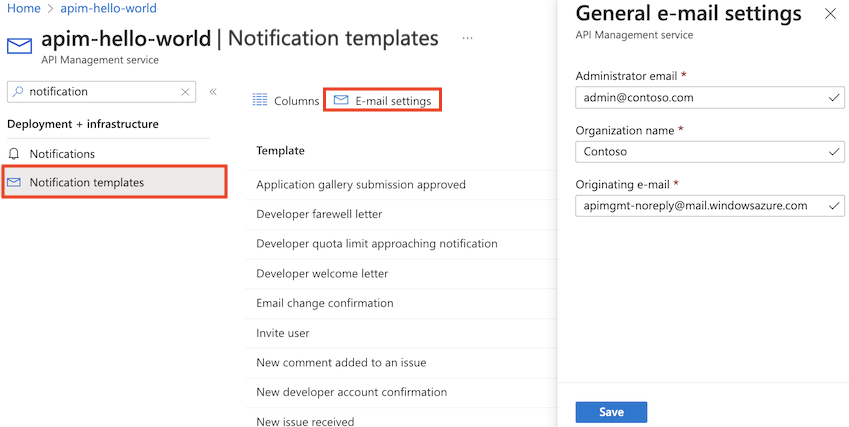 Home > apim-hello-world
apim-hello-world | Notification templates ...
API Management service
notification
Deployment + infrastructure
Notifications
Notification templates
Columns
E-mail settings
Template
Application gallery submission approved
Developer farewell letter
Developer quota limit approaching notification
Developer welcome letter
Email change confirmation
Invite user
New comment added to an issue
New developer account confirmation
New issue received
General e-mail settings
API Management service
Administrator email *
admin@contoso.com
Organization name *
Contoso
Originating e-mail *
apimgmt-noreply@mail.windowsazure.com
Save